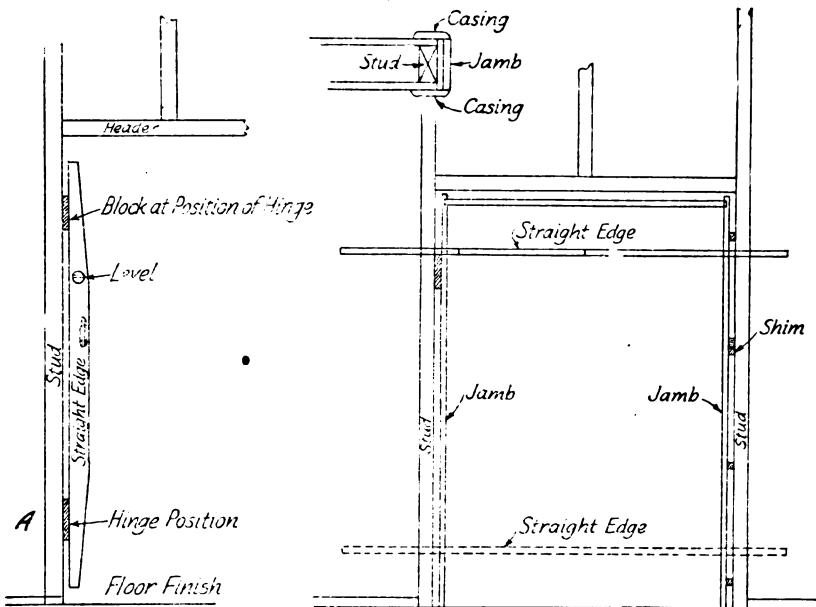 Casing
Stud
Jamb
Casing
Header
Block at Position of Hinge
Level
Stud
Straight Edge
A
Hinge Position
Floor Finish
Straight Edge
Shim
Jamb
Jamb
Stud
Stud
Straight Edge